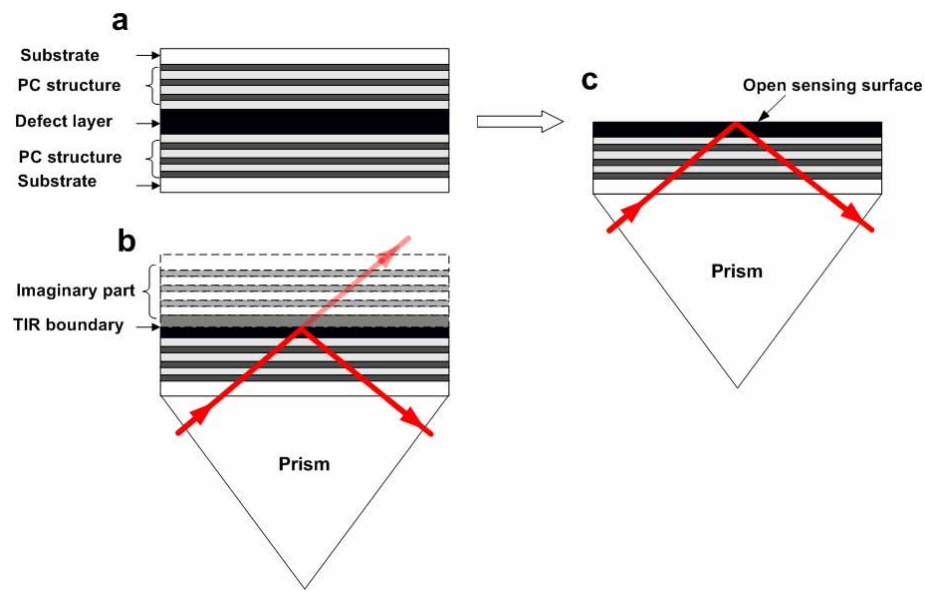 a
Substrate
PC structure
Defect layer
PC structure
Substrate
b
Imaginary part
TIR boundary
Prism
c
Open sensing surface
Prism